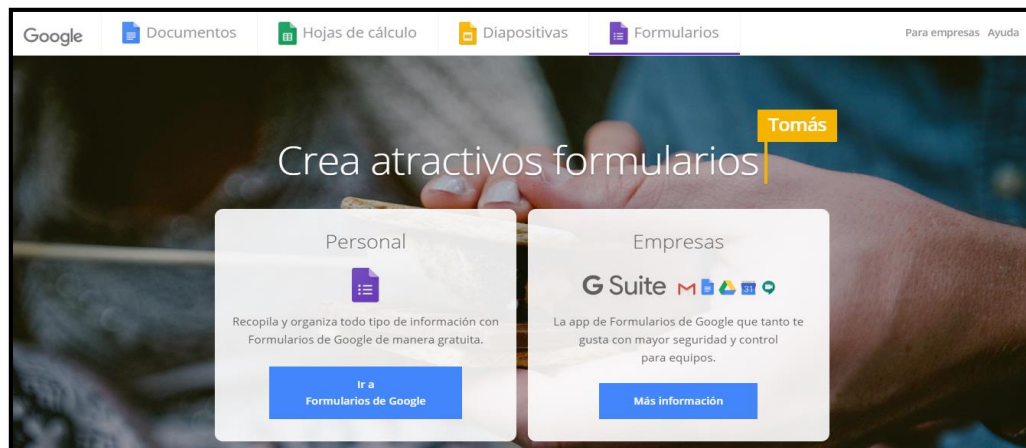 Google Documentos Hojas de cálculo Diapositivas Formularios Para empresas Ayuda
Tomás
Crea atractivos formularios
Personal
Recopila y organiza todo tipo de información con
Formularios de Google de manera gratuita.
Ir a
Formularios de Google
Empresas
G Suite 31
La app de Formularios de Google que tanto te
gusta con mayor seguridad y control
para equipos.
Más información